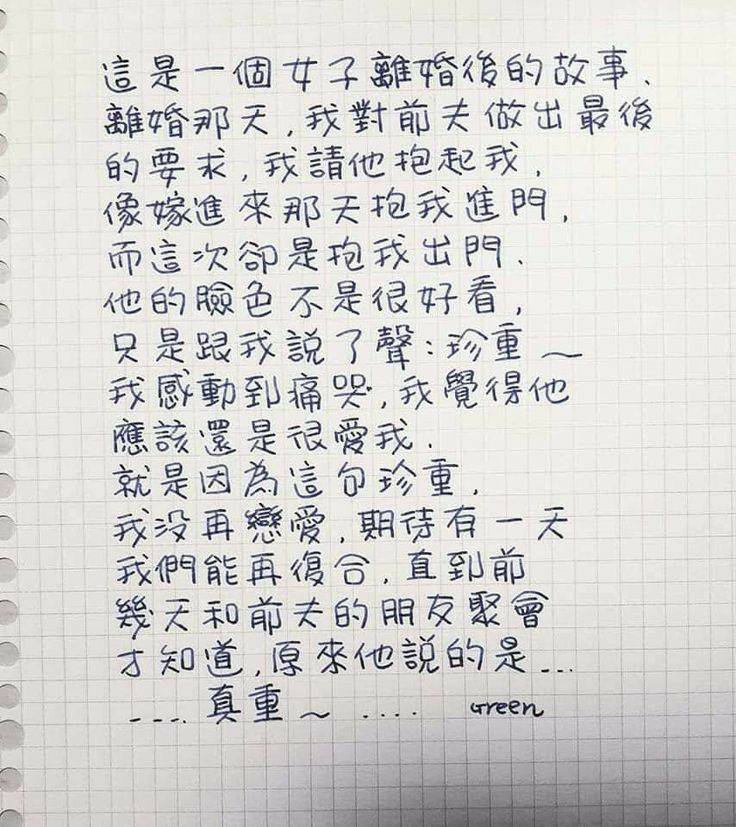 這是一個女子離婚後的故事.
離婚那天,我對前夫做出最後
的要求,我請他抱起我,
像嫁進來那天抱我進門,
而這次卻是抱我出門.
他的臉色不是很好看,
只是跟我說了聲:珍重~
我感動到痛哭,我覺得他
應該還是很愛我.
就是因為這句珍重,
我没再戀愛,期待有一天
我們能再復合,直到前
幾天和前夫的朋友聚會
才知道,原來他說的是...
....真重~ .... Green